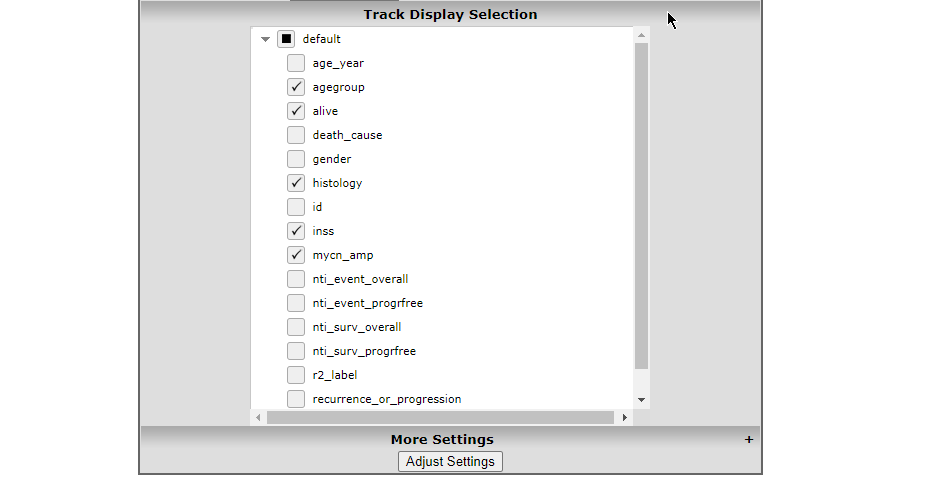 Track Display Selection
default
age_year
agegroup
alive
death_cause
gender
histology
id
inss
mycn_amp
nti_event_overall
nti_event_progrfree
nti_surv_overall
nti_surv_progrfree
r2_label
recurrence_or_progression
More Settings +
Adjust Settings